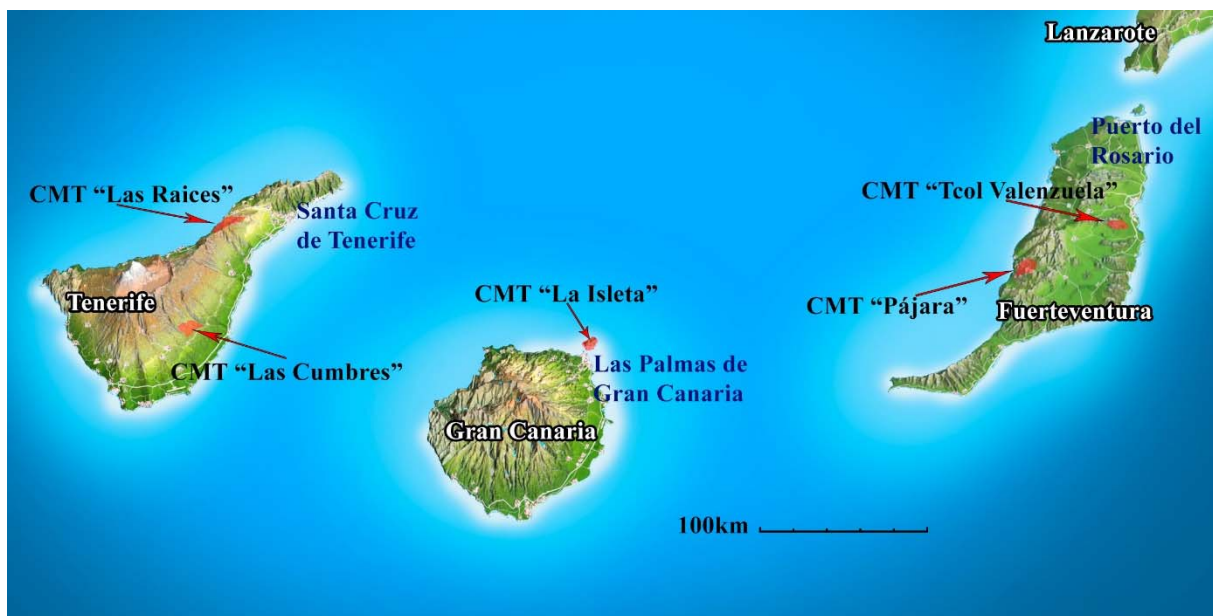 Lanzarote
Puerto del
Rosario
CMT “Las Raices”
CMT “Tcol Valenzuela”
Santa Cruz
de Tenerife
CMT “La Isleta”
Tenerife
CMT “Pájara”
Fuerteventura
CMT “Las Cumbres”
Las Palmas de
Gran Canaria
Gran Canaria
100km